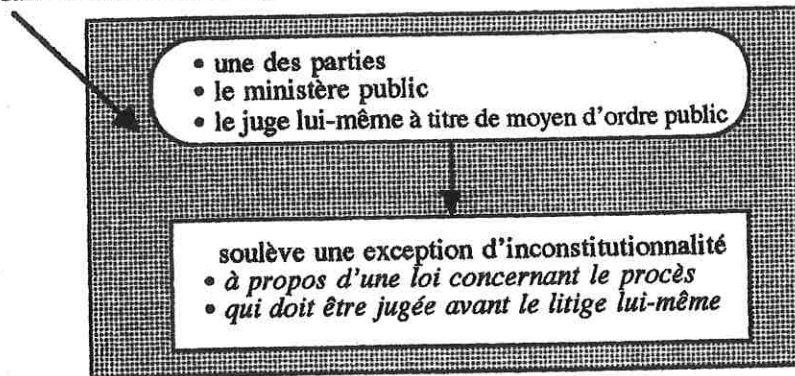 • une des parties
• le ministère public
• le juge lui-même à titre de moyen d'ordre public
soulève une exception d'inconstitutionnalité
• à propos d'une loi concernant le procès
• qui doit être jugée avant le litige lui-même